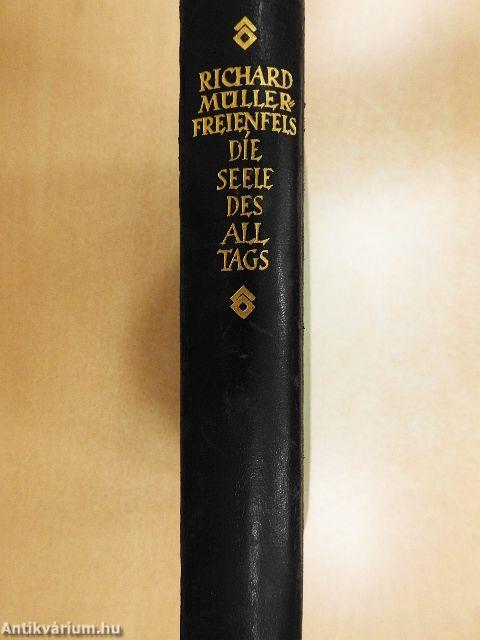 RICHARD
MÜLLER-
FREIENFELS
DIE
SEELE
DES
ALL
TAGS
Antikvárium.hu